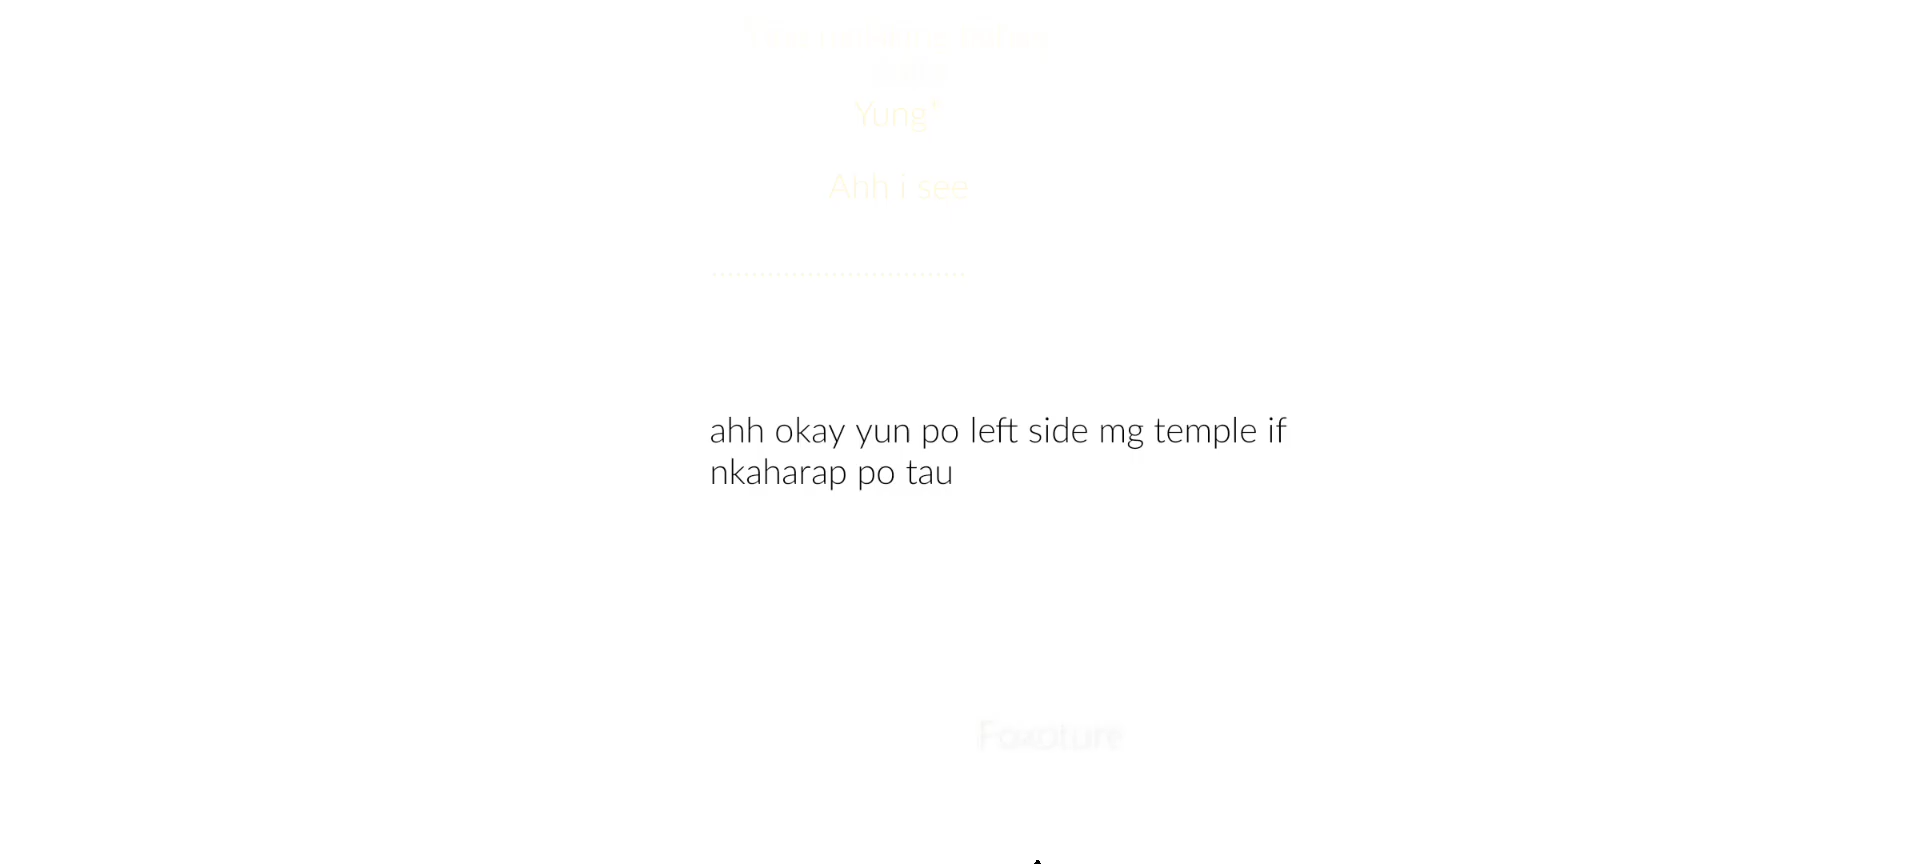 Yung*
Ahh i see
ahh okay yun po left side mg temple if
nkaharap po tau